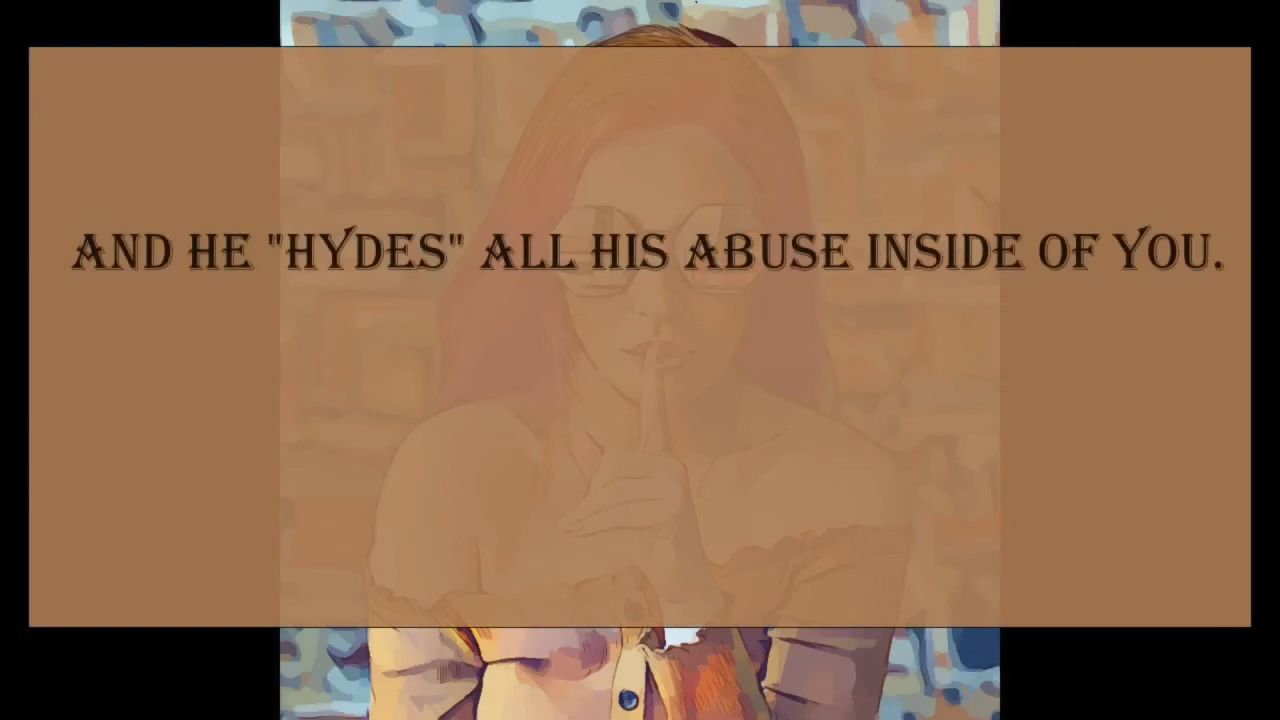 AND HE "HYDES" ALL HIS ABUSE INSIDE OF YOU.